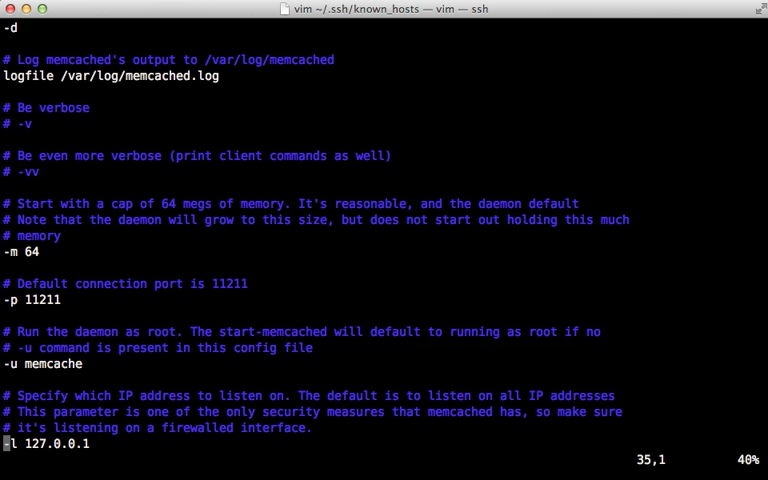 vim ~/.ssh/known_hosts — vim — ssh
-d
# Log memcached's output to /var/log/memcached
logfile /var/log/memcached.log
# Be verbose
# -v
# Be even more verbose (print client commands as well)
# -vv
# Start with a cap of 64 megs of memory. It's reasonable, and the daemon default
# Note that the daemon will grow to this size, but does not start out holding this much
# memory
-m 64
# Default connection port is 11211
-p 11211
# Run the daemon as root. The start-memcached will default to running as root if no
# -u command is present in this config file
-u memcache
# Specify which IP address to listen on. The default is to listen on all IP addresses
# This parameter is one of the only security measures that memcached has, so make sure
# it's listening on a firewalled interface.
-l 127.0.0.1
35,1 40%